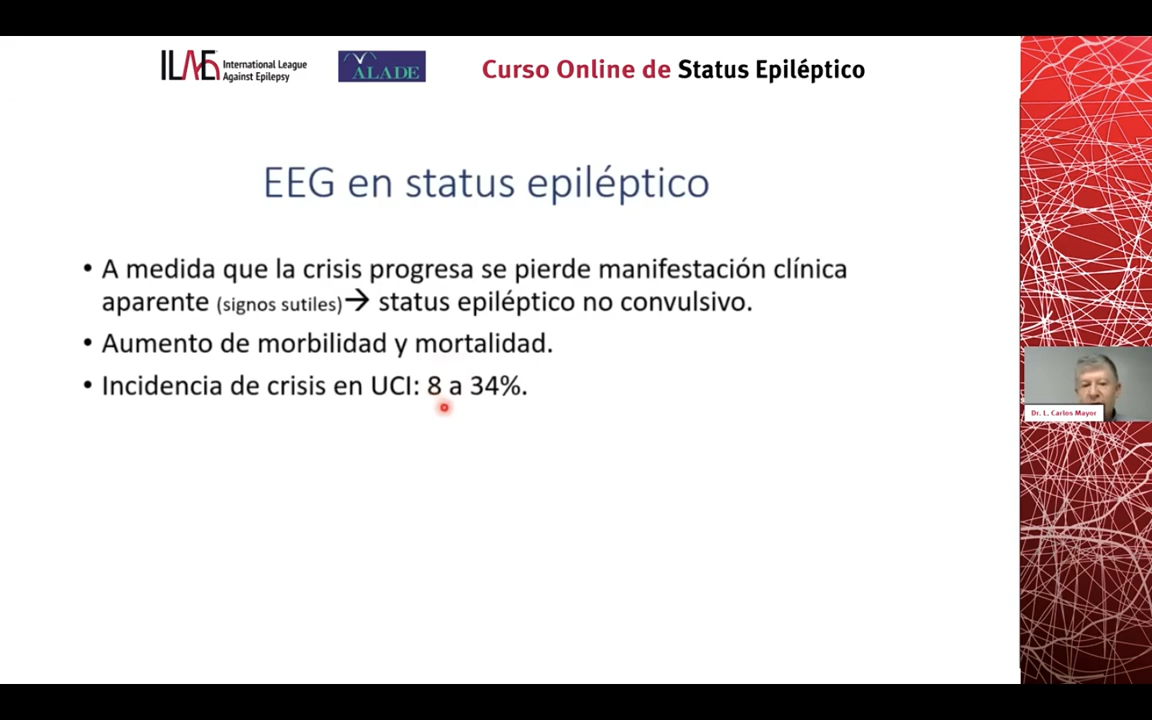 ILAE International League
Against Epilepsy
ALADE
Curso Online de Status Epiléptico
EEG en status epiléptico
• A medida que la crisis progresa se pierde manifestación clínica
aparente (signos sutiles)→ status epiléptico no convulsivo.
• Aumento de morbilidad y mortalidad.
• Incidencia de crisis en UCI: 8 a 34%.
Dr. L. Carlos Mayor